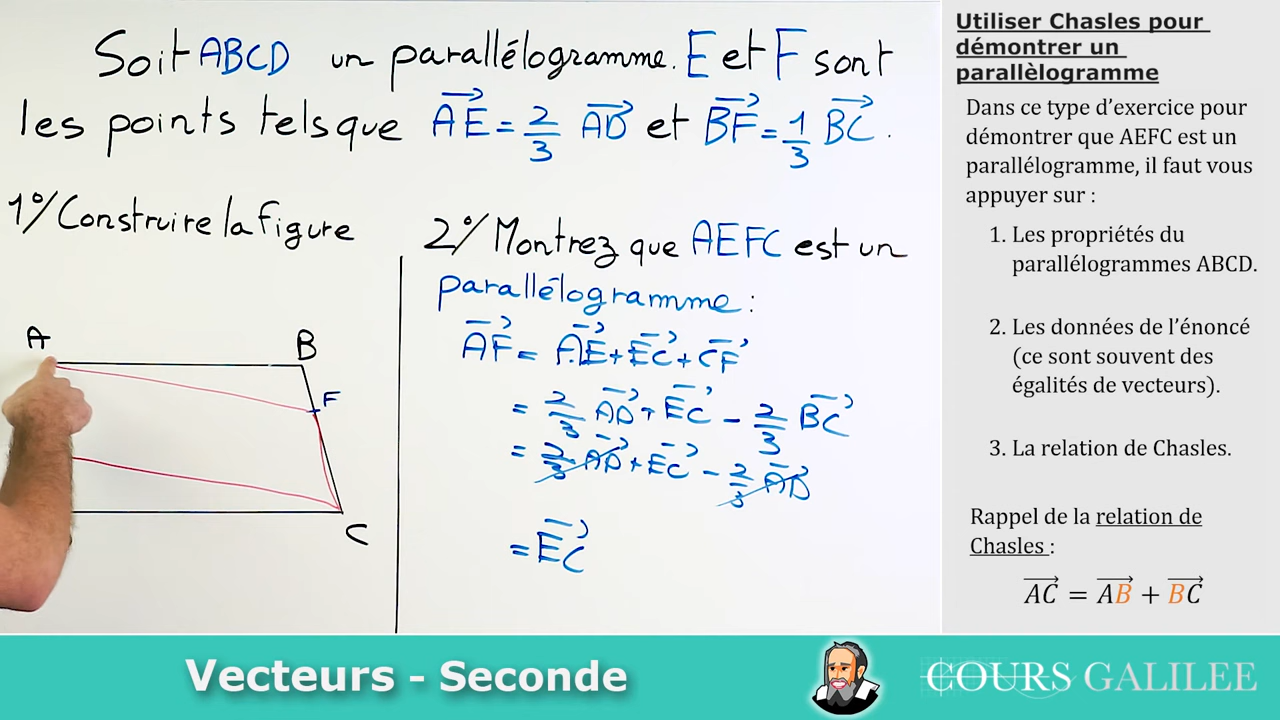 Soit ABCD un parallélogramme. E et F sont
les points tels que AE→ = 2/3 AD→ et BF→ = 1/3 BC→.
1°/ Construire la figure
A
B
F
C
2°/ Montrez que AEFC est un
parallélogramme :
AF→ = AE→ + EC→ + CF→
= 2/3 AD→ + EC→ - 2/3 BC→
= 2/3 AD→ + EC→ - 2/3 AD→
= EC→
Utiliser Chasles pour
démontrer un
parallèlogramme
Dans ce type d’exercice pour
démontrer que AEFC est un
parallélogramme, il faut vous
appuyer sur :
1. Les propriétés du
parallélogrammes ABCD.
2. Les données de l’énoncé
(ce sont souvent des
égalités de vecteurs).
3. La relation de Chasles.
Rappel de la relation de
Chasles :
AC→ = AB→ + BC→
Vecteurs - Seconde
COURS GALILEE